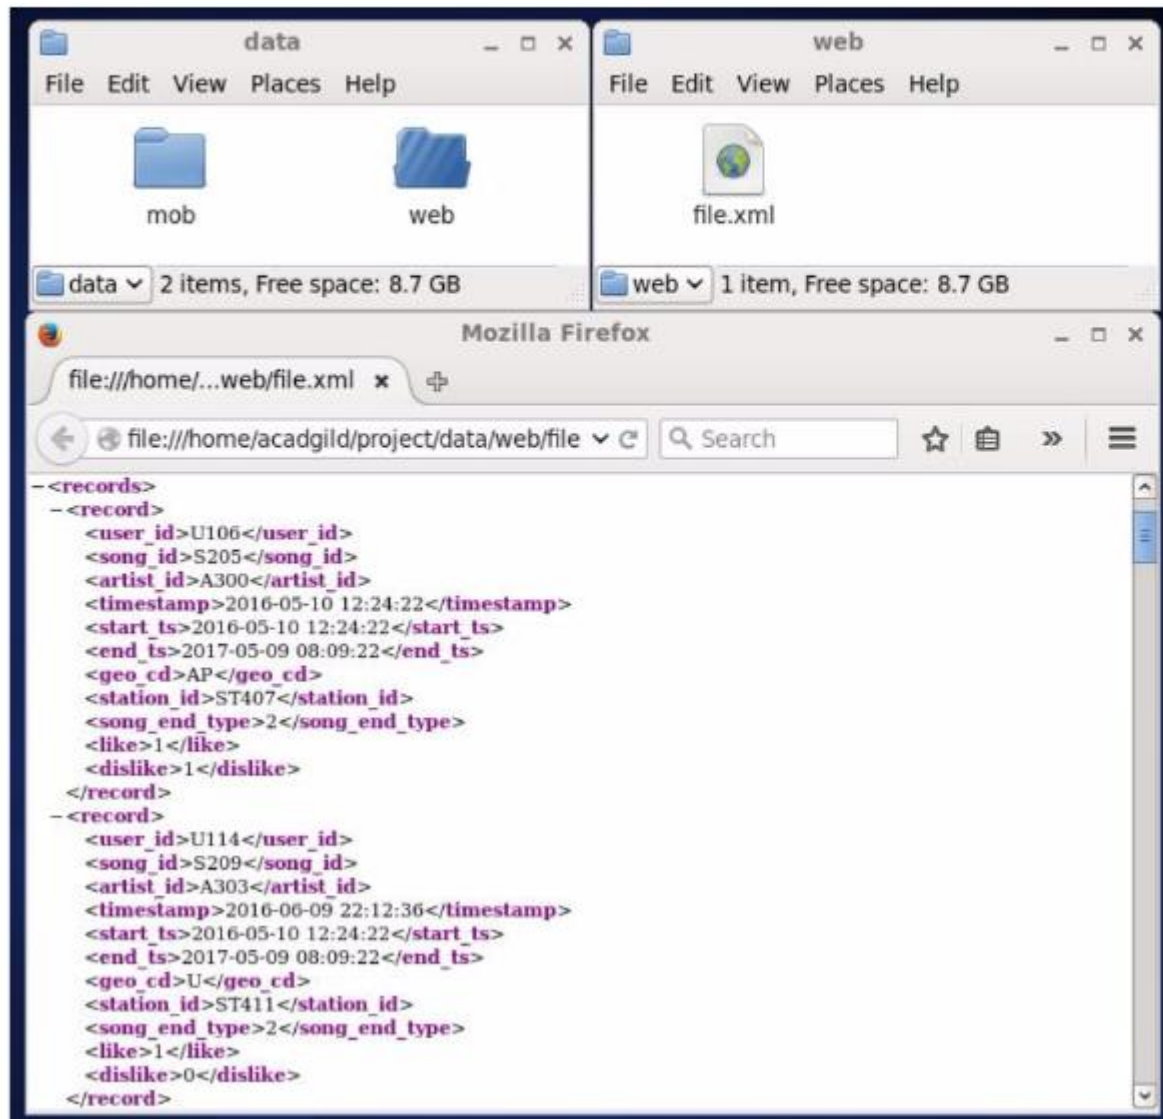 data
File Edit View Places Help
mob
web
data 2 items, Free space: 8.7 GB
web
File Edit View Places Help
file.xml
web 1 item, Free space: 8.7 GB
Mozilla Firefox
file:///home/...web/file.xml
file:///home/acadgild/project/data/web/file
Search
−<records>
−<record>
<user_id>U106</user_id>
<song_id>S205</song_id>
<artist_id>A300</artist_id>
<timestamp>2016-05-10 12:24:22</timestamp>
<start_ts>2016-05-10 12:24:22</start_ts>
<end_ts>2017-05-09 08:09:22</end_ts>
<geo_cd>AP</geo_cd>
<station_id>ST407</station_id>
<song_end_type>2</song_end_type>
<like>1</like>
<dislike>1</dislike>
</record>
−<record>
<user_id>U114</user_id>
<song_id>S209</song_id>
<artist_id>A303</artist_id>
<timestamp>2016-06-09 22:12:36</timestamp>
<start_ts>2016-05-10 12:24:22</start_ts>
<end_ts>2017-05-09 08:09:22</end_ts>
<geo_cd>U</geo_cd>
<station_id>ST411</station_id>
<song_end_type>2</song_end_type>
<like>1</like>
<dislike>0</dislike>
</record>